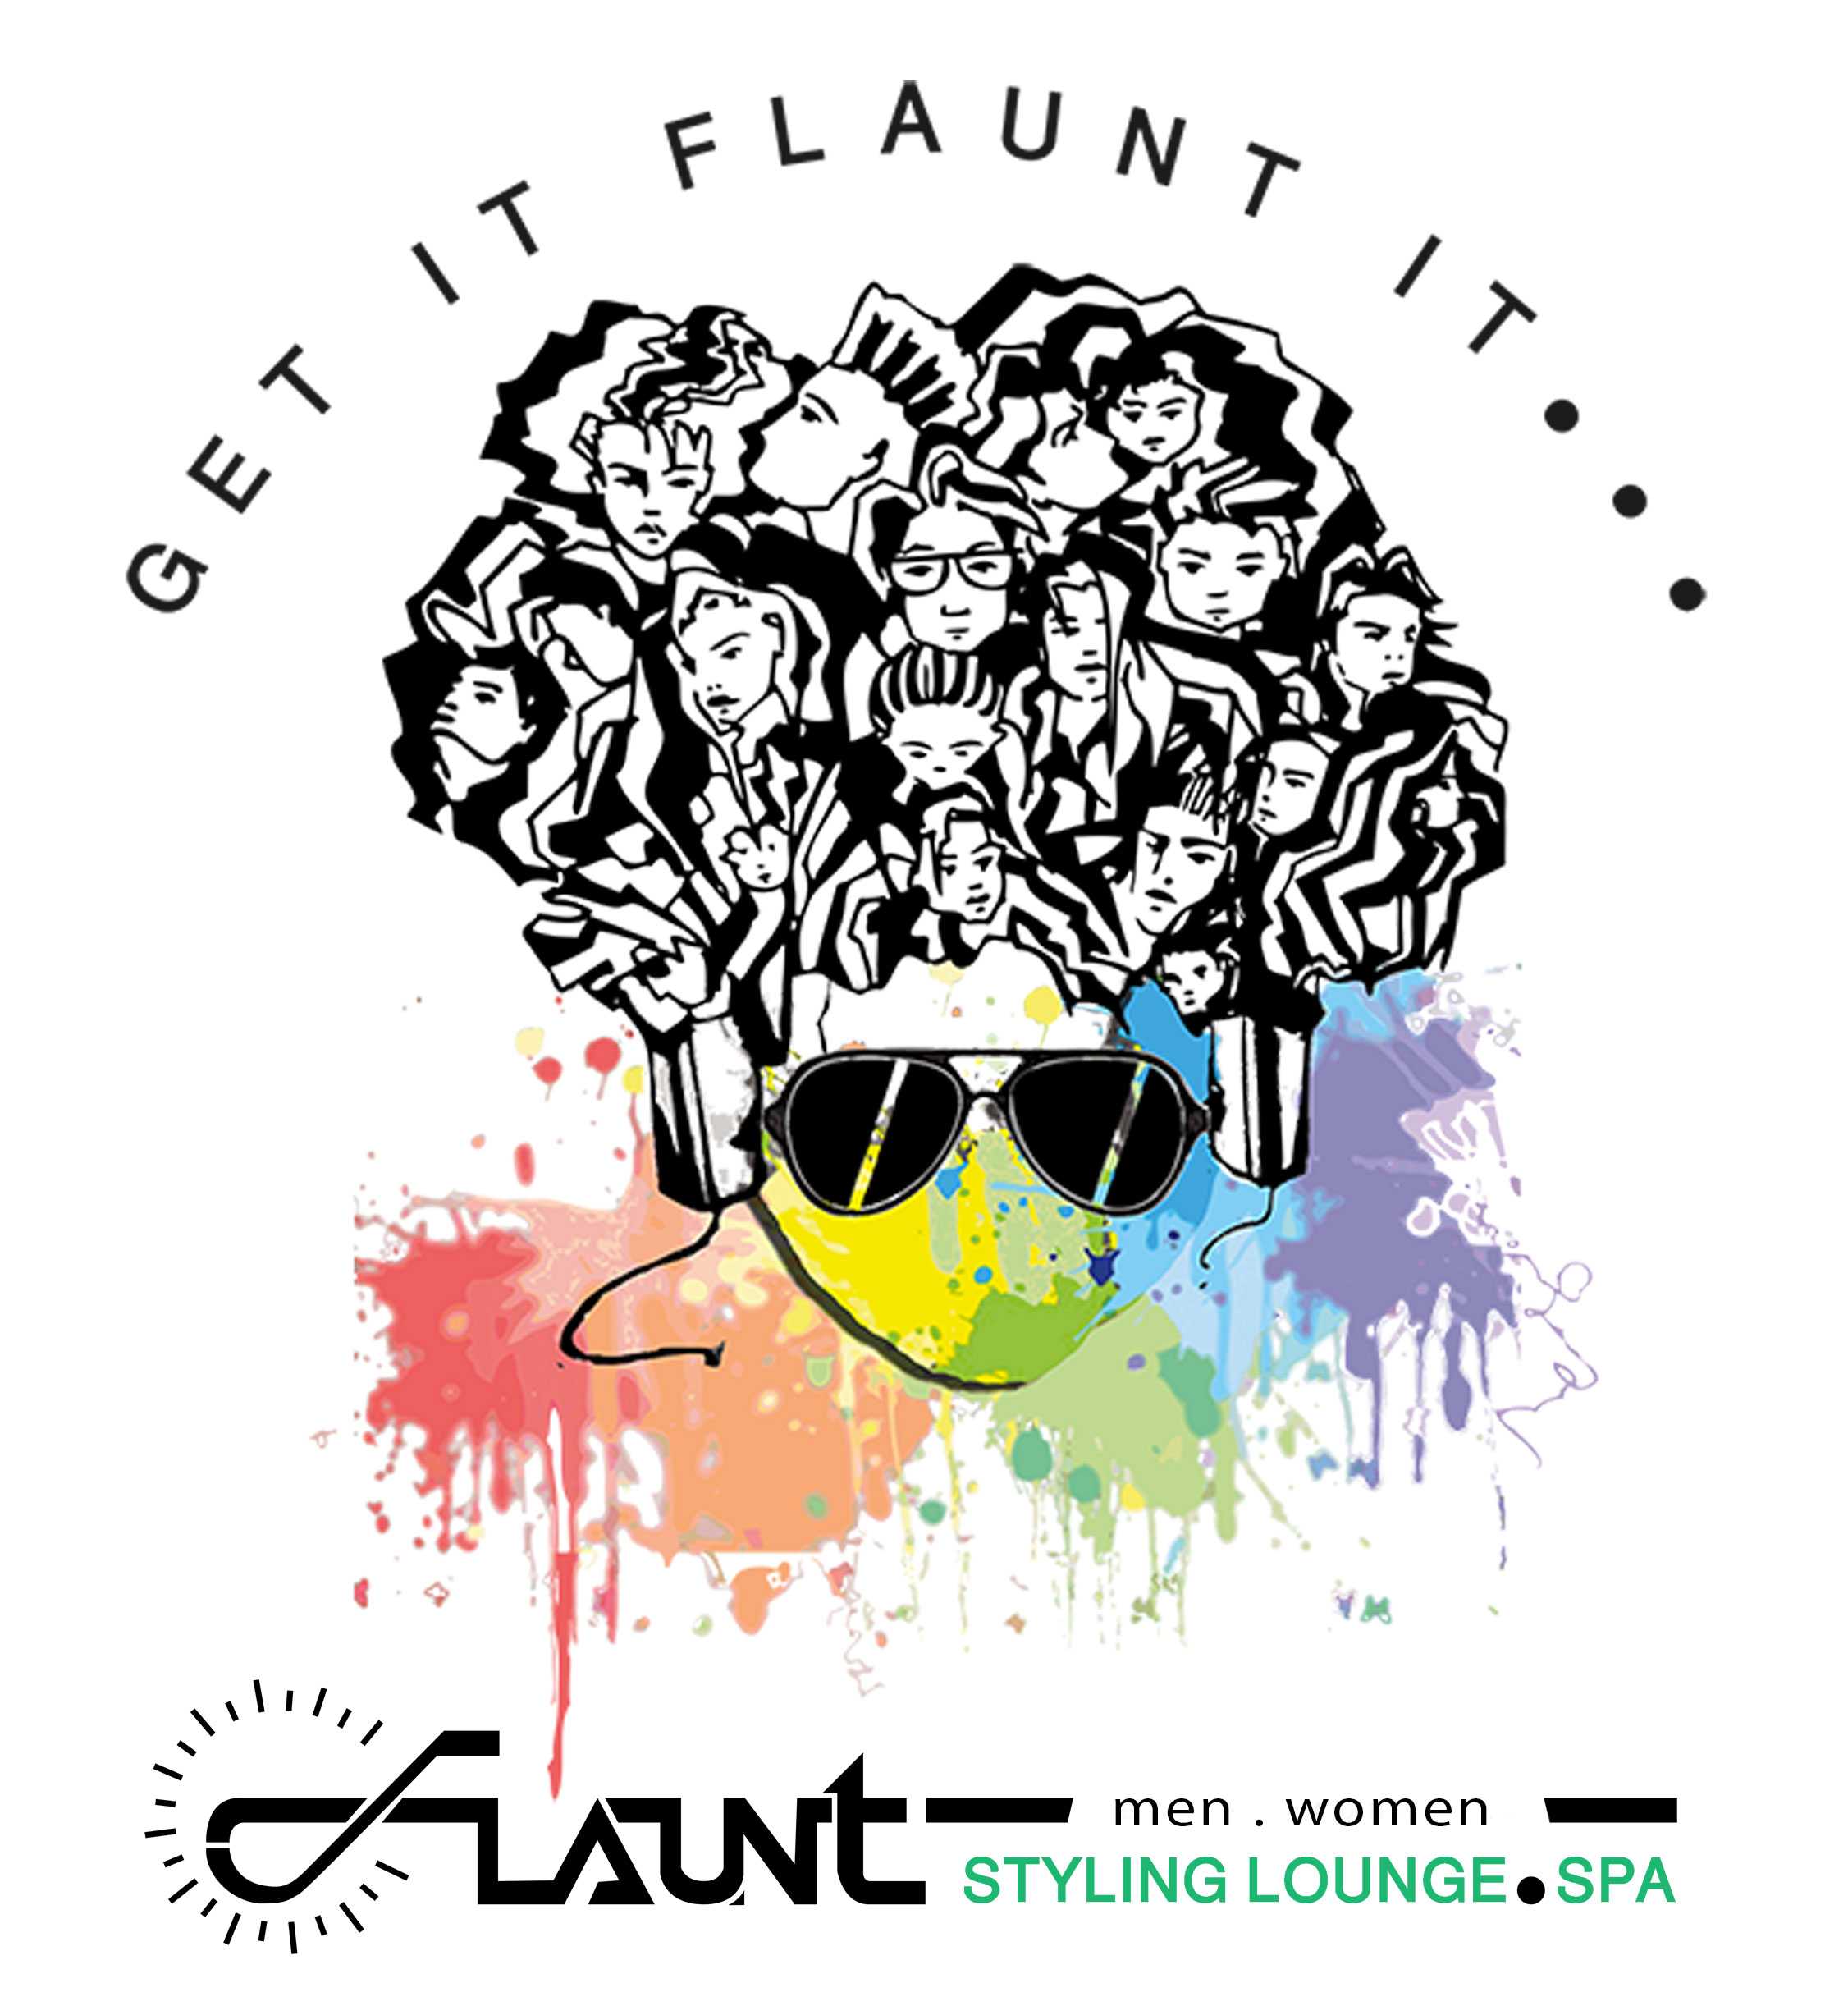 GET IT FLAUNT IT...
FLAUNT
men . women
STYLING LOUNGE.SPA